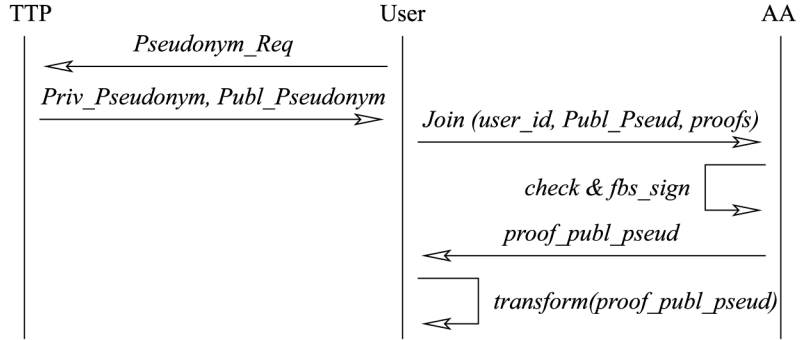 TTP User AA
Pseudonym_Req
Priv_Pseudonym, Publ_Pseudonym
Join (user_id, Publ_Pseud, proofs)
check & fbs_sign
proof_publ_pseud
transform(proof_publ_pseud)